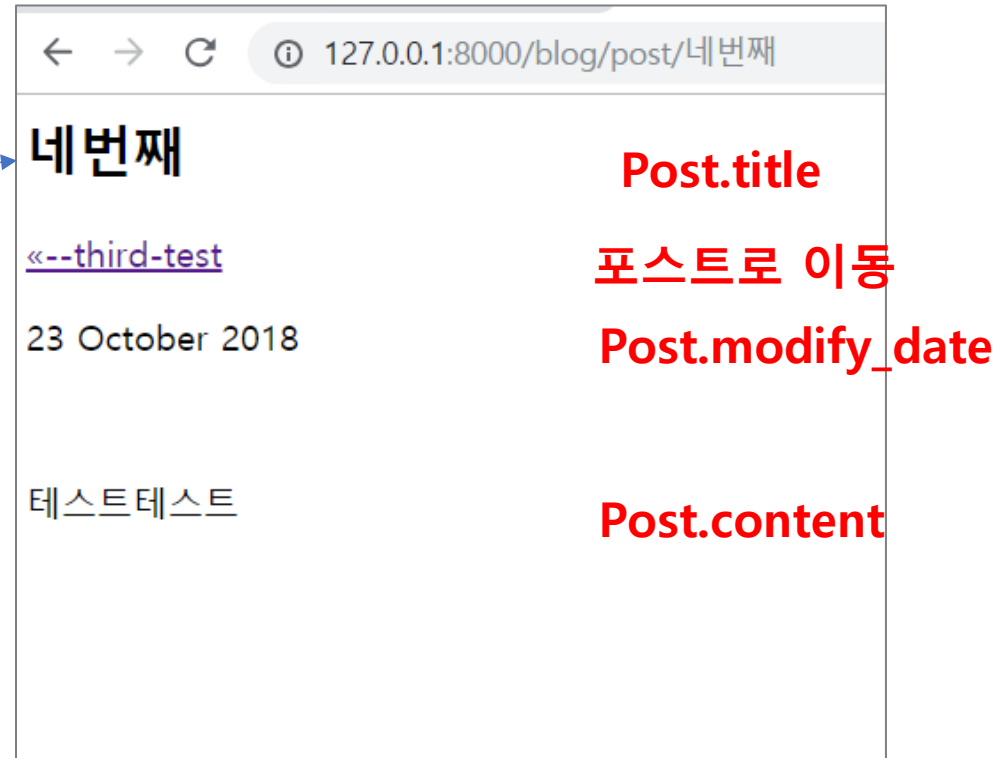 127.0.0.1:8000/blog/post/네번째
네번째
Post.title
«--third-test
포스트로 이동
23 October 2018
Post.modify_date
테스트테스트
Post.content